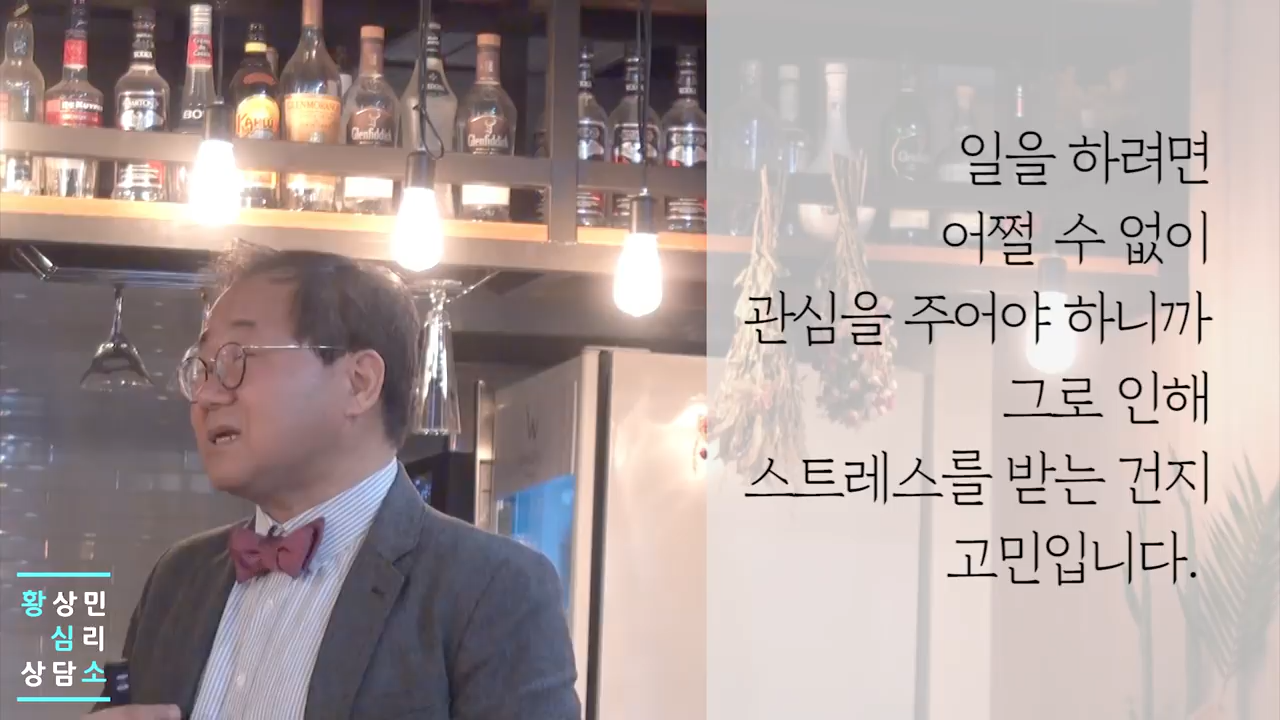 KAHLÚA
GLENMORANGIE
Glenfiddich
Glenfiddich
일을 하려면
어쩔 수 없이
관심을 주어야 하니까
그로 인해
스트레스를 받는 건지
고민입니다.
황상민
심리
상담소